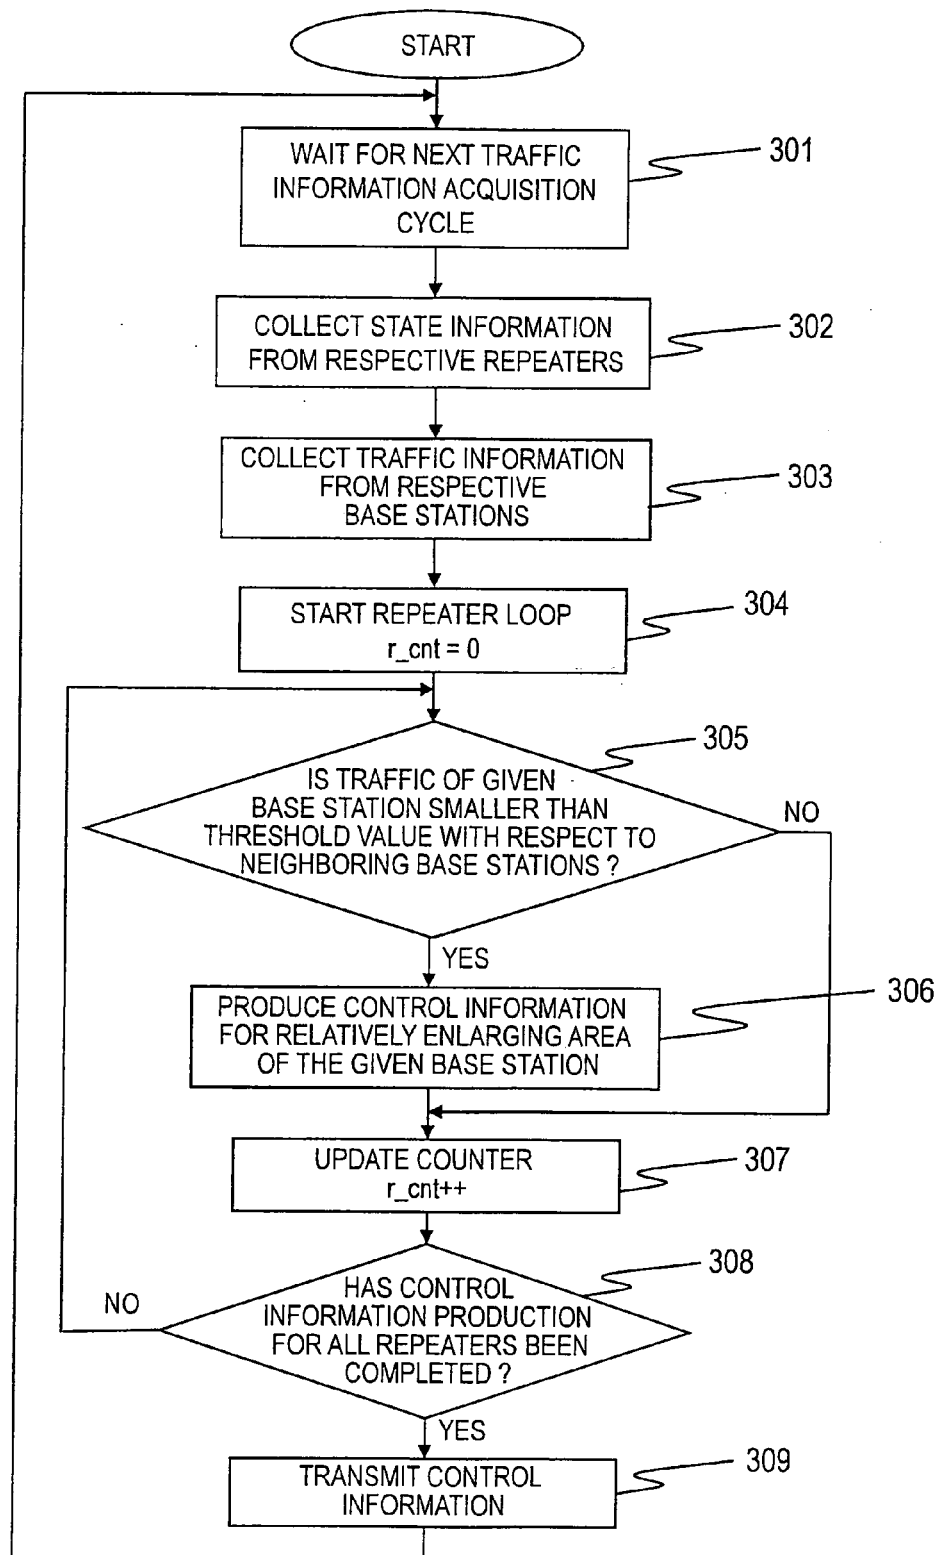 START
WAIT FOR NEXT TRAFFIC
INFORMATION ACQUISITION
CYCLE
301
COLLECT STATE INFORMATION
FROM RESPECTIVE REPEATERS
302
COLLECT TRAFFIC INFORMATION
FROM RESPECTIVE
BASE STATIONS
303
START REPEATER LOOP
r_cnt = 0
304
IS TRAFFIC OF GIVEN
BASE STATION SMALLER THAN
THRESHOLD VALUE WITH RESPECT TO
NEIGHBORING BASE STATIONS ?
305
NO
YES
PRODUCE CONTROL INFORMATION
FOR RELATIVELY ENLARGING AREA
OF THE GIVEN BASE STATION
306
UPDATE COUNTER
r_cnt++
307
HAS CONTROL
INFORMATION PRODUCTION
FOR ALL REPEATERS BEEN
COMPLETED ?
308
NO
YES
TRANSMIT CONTROL
INFORMATION
309